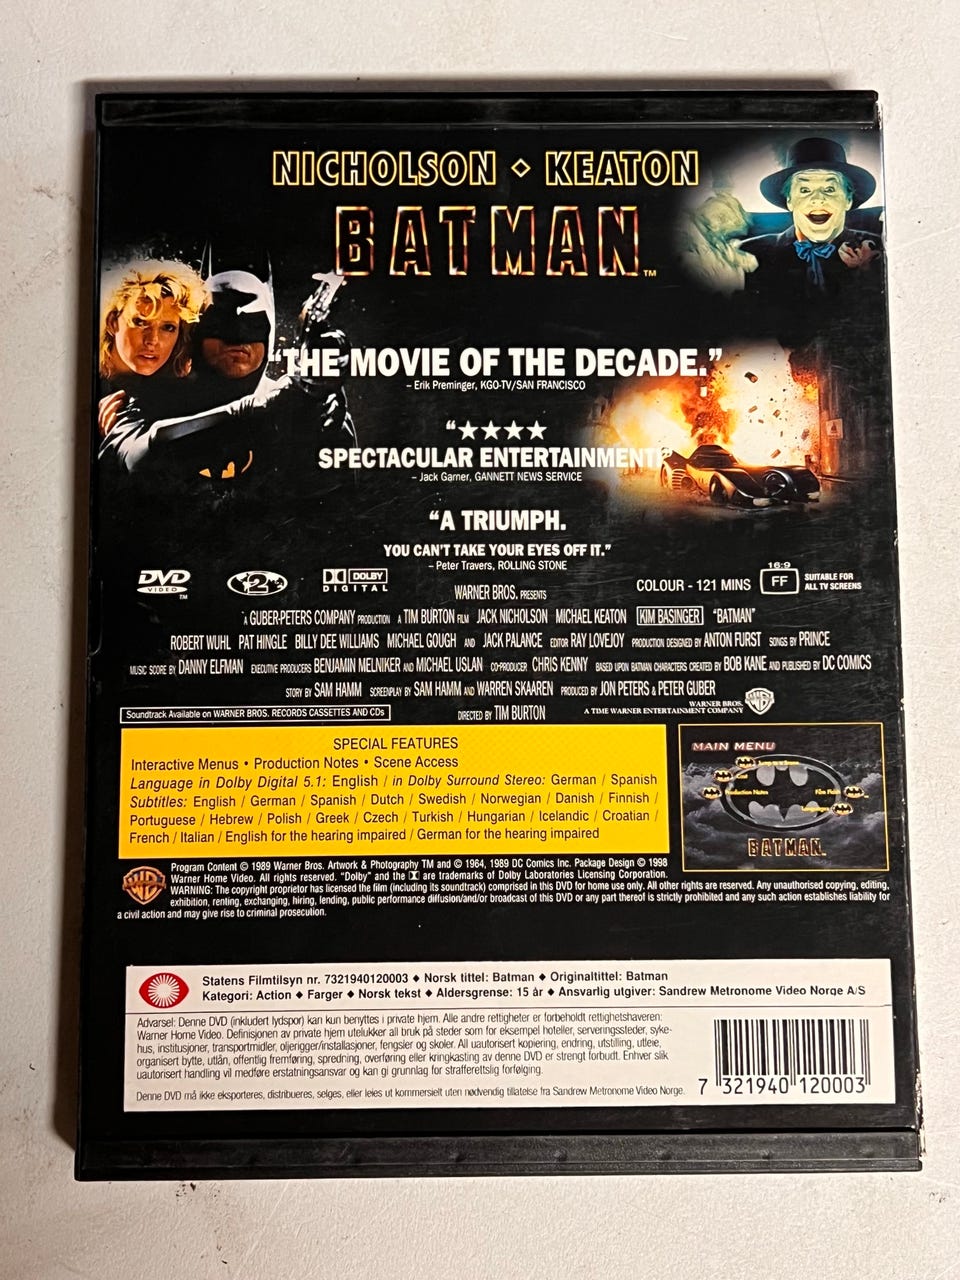 NICHOLSON ⬥ KEATON
BATMAN™
“THE MOVIE OF THE DECADE.”
– Erik Preminger, KGO-TV/SAN FRANCISCO
“★★★★
SPECTACULAR ENTERTAINMENT!”
– Jack Garner, GANNETT NEWS SERVICE
“A TRIUMPH.
YOU CAN’T TAKE YOUR EYES OFF IT.”
– Peter Travers, ROLLING STONE
DVD VIDEO™
2
DOLBY DIGITAL
COLOUR - 121 MINS
16:9 FF
SUITABLE FOR ALL TV SCREENS
WARNER BROS. PRESENTS
A GUBER-PETERS COMPANY PRODUCTION A TIM BURTON FILM JACK NICHOLSON MICHAEL KEATON KIM BASINGER “BATMAN”
ROBERT WUHL PAT HINGLE BILLY DEE WILLIAMS MICHAEL GOUGH AND JACK PALANCE EDITOR RAY LOVEJOY PRODUCTION DESIGNED BY ANTON FURST SONGS BY PRINCE
MUSIC SCORE BY DANNY ELFMAN EXECUTIVE PRODUCERS BENJAMIN MELNIKER AND MICHAEL USLAN CO-PRODUCER CHRIS KENNY BASED UPON BATMAN CHARACTERS CREATED BY BOB KANE AND PUBLISHED BY DC COMICS
STORY BY SAM HAMM SCREENPLAY BY SAM HAMM AND WARREN SKAAREN PRODUCED BY JON PETERS & PETER GUBER
Soundtrack Available on WARNER BROS. RECORDS CASSETTES AND CDs
DIRECTED BY TIM BURTON
WARNER BROS.
A TIME WARNER ENTERTAINMENT COMPANY
SPECIAL FEATURES
Interactive Menus • Production Notes • Scene Access
Language in Dolby Digital 5.1: English / in Dolby Surround Stereo: German / Spanish
Subtitles: English / German / Spanish / Dutch / Swedish / Norwegian / Danish / Finnish /
Portuguese / Hebrew / Polish / Greek / Czech / Turkish / Hungarian / Icelandic / Croatian /
French / Italian / English for the hearing impaired / German for the hearing impaired
MAIN MENU
Production Notes
Languages
BATMAN.
Program Content © 1989 Warner Bros. Artwork & Photography TM and © 1964, 1989 DC Comics Inc. Package Design © 1998
Warner Home Video. All rights reserved. “Dolby” and the DD are trademarks of Dolby Laboratories Licensing Corporation.
WARNING: The copyright proprietor has licensed the film (including its soundtrack) comprised in this DVD for home use only. All other rights are reserved. Any unauthorised copying, editing,
exhibition, renting, exchanging, hiring, lending, public performance diffusion/and/or broadcast of this DVD or any part thereof is strictly prohibited and any such action establishes liability for
a civil action and may give rise to criminal prosecution.
Statens Filmtilsyn nr. 7321940120003 ◆ Norsk tittel: Batman ◆ Originaltittel: Batman
Kategori: Action ◆ Farger ◆ Norsk tekst ◆ Aldersgrense: 15 år ◆ Ansvarlig utgiver: Sandrew Metronome Video Norge A/S
Advarsel: Denne DVD (inkludert lydspor) kan kun benyttes i private hjem. Alle andre rettigheter er forbeholdt rettighetshaveren:
Warner Home Video. Definisjonen av private hjem utelukker all bruk på steder som for eksempel hoteller, serveringssteder, syke-
hus, institusjoner, transportmidler, oljerigger/installasjoner, fengsler og skoler. All uautorisert kopiering, endring, utstilling, utleie,
organisert bytte, utlån, offentlig fremføring, spredning, overføring eller kringkasting av denne DVD er strengt forbudt. Enhver slik
uautorisert handling vil medføre erstatningsansvar og kan gi grunnlag for strafferettslig forfølging.
Denne DVD må ikke eksporteres, distribueres, selges, eller leies ut kommersielt uten nødvendig tillatelse fra Sandrew Metronome Video Norge.
7 321940 120003